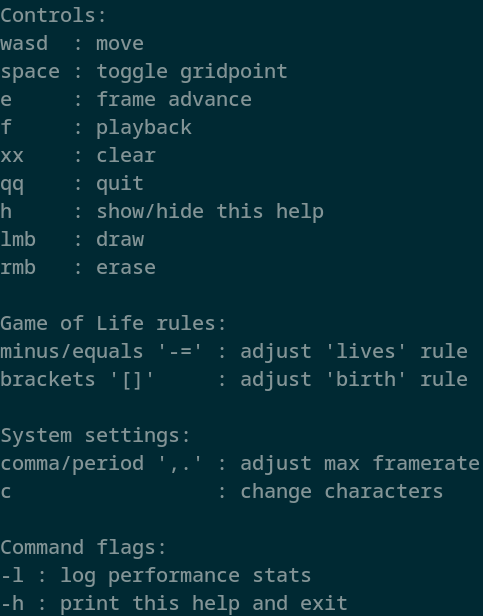 Controls:
wasd  : move
space : toggle gridpoint
e     : frame advance
f     : playback
xx    : clear
qq    : quit
h     : show/hide this help
lmb   : draw
rmb   : erase

Game of Life rules:
minus/equals '-=' : adjust 'lives' rule
brackets '[]'     : adjust 'birth' rule

System settings:
comma/period ',.' : adjust max framerate
c                 : change characters

Command flags:
-l : log performance stats
-h : print this help and exit